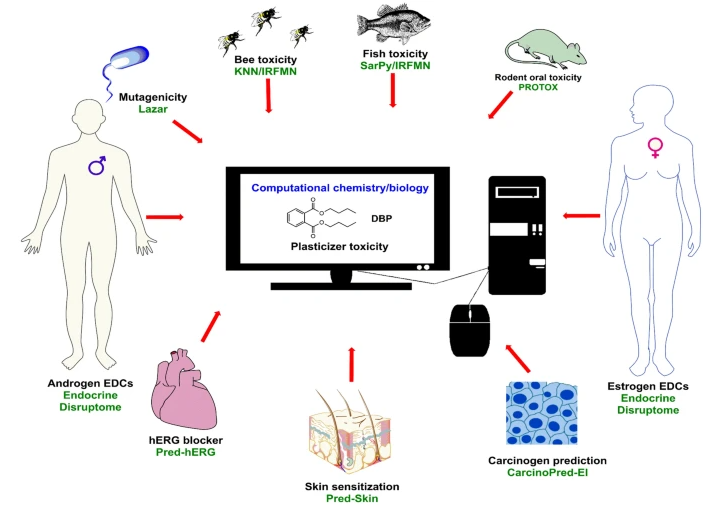 Bee toxicity
KNN/IRFMN
Fish toxicity
SarPy/IRFMN
Rodent oral toxicity
PROTOX
Mutagenicity
Lazar
Computational chemistry/biology
O
O
O
O
DBP
Plasticizer toxicity
Androgen EDCs
Endocrine
Disruptome
Estrogen EDCs
Endocrine
Disruptome
hERG blocker
Pred-hERG
Skin sensitization
Pred-Skin
Carcinogen prediction
CarcinoPred-El